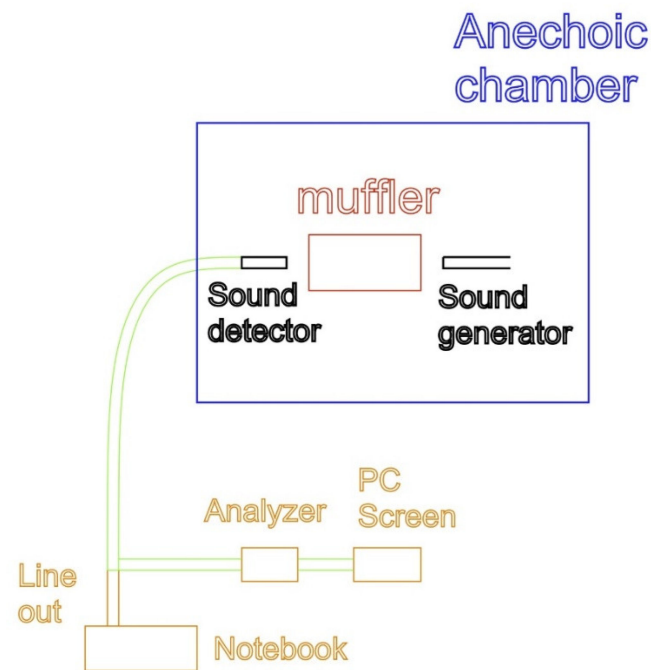 Anechoic
chamber
muffler
Sound
detector
Sound
generator
Analyzer
PC
Screen
Line
out
Notebook